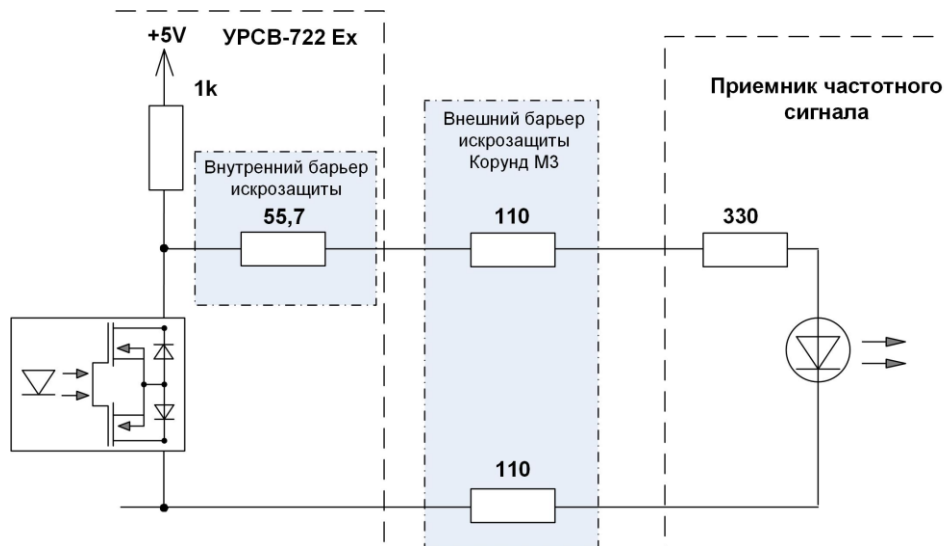 +5V
УРСВ-722 Ex
1k
Приемник частотного
сигнала
Внешний барьер
искрозащиты
Корунд М3
Внутренний барьер
искрозащиты
55,7
110
330
110